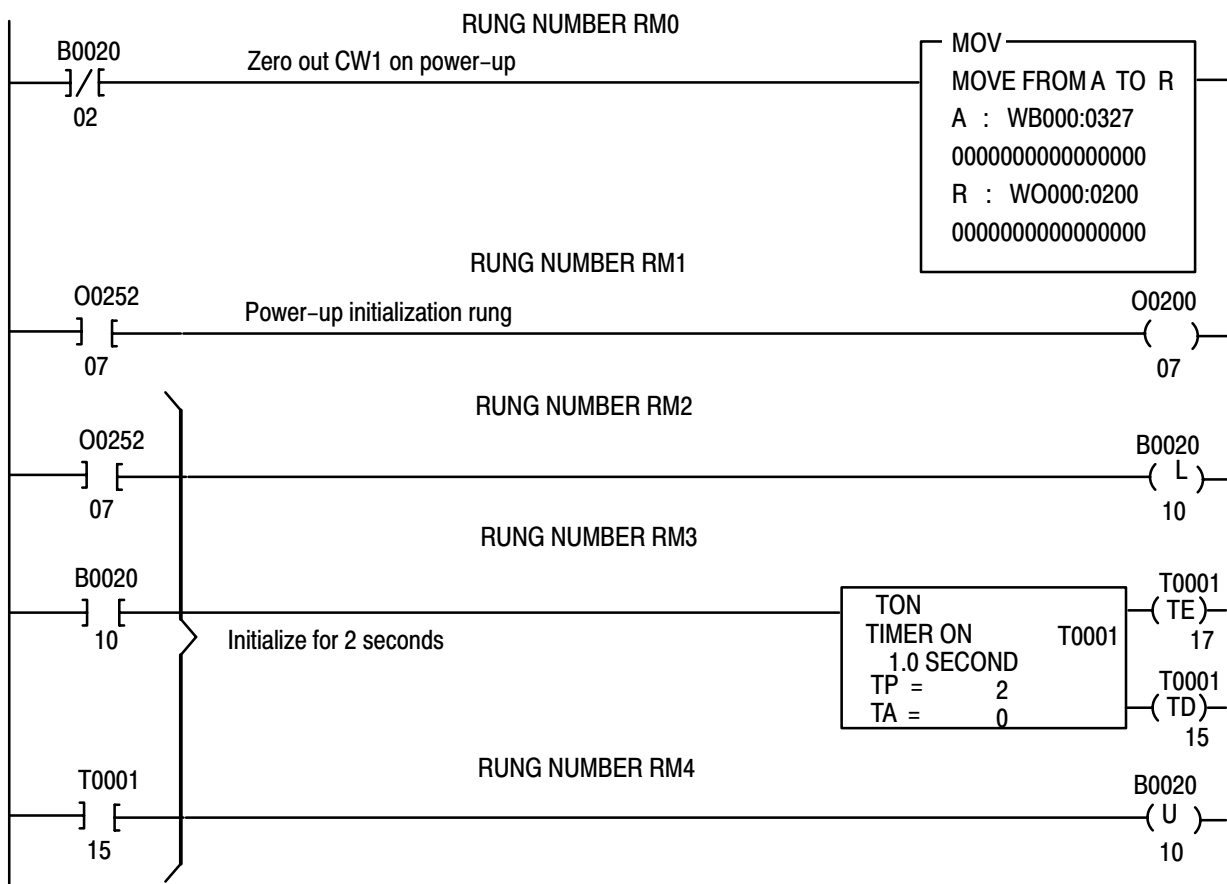 RUNG NUMBER RM0
B0020
Zero out CW1 on power-up
]/[
02
MOV
MOVE FROM A TO R
A : WB000:0327
0000000000000000
R : WO000:0200
0000000000000000
RUNG NUMBER RM1
O0252
Power-up initialization rung
O0200
] [
( )
07
07
RUNG NUMBER RM2
O0252
B0020
] [
( L )
07
10
RUNG NUMBER RM3
B0020
] [
10
Initialize for 2 seconds
TON
TIMER ON T0001
1.0 SECOND
TP = 2
TA = 0
T0001
( TE )
17
T0001
( TD )
15
RUNG NUMBER RM4
T0001
B0020
] [
( U )
15
10